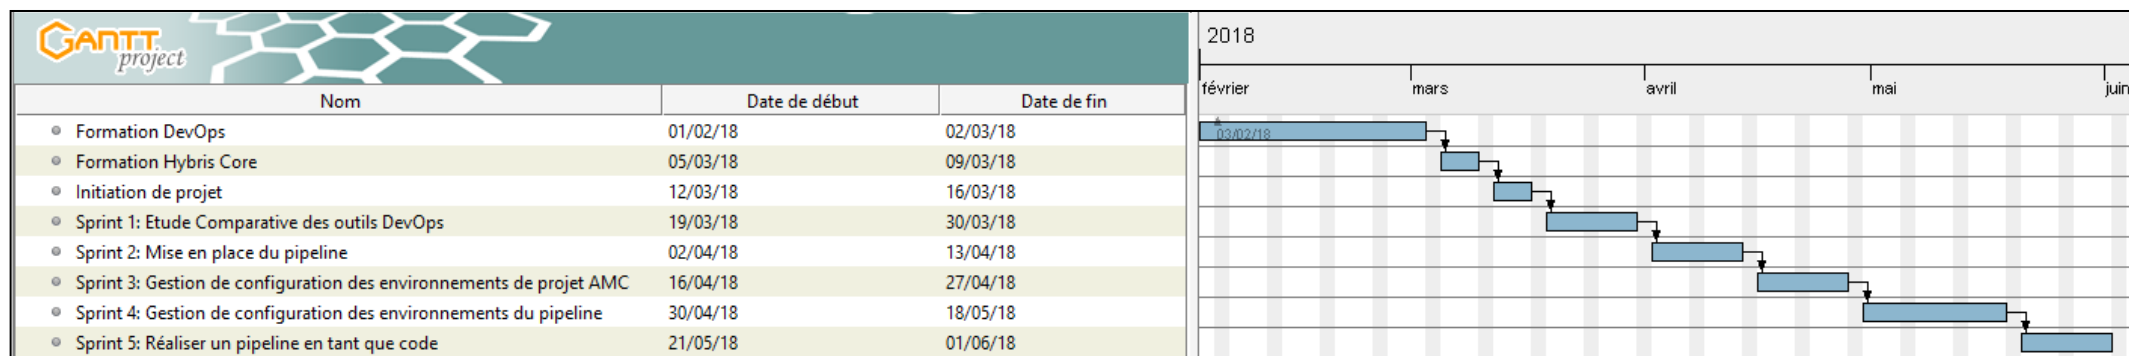 GANTT
project
2018
février mars avril mai juin
Nom Date de début Date de fin
Formation DevOps 01/02/18 02/03/18
03/02/18
Formation Hybris Core 05/03/18 09/03/18
Initiation de projet 12/03/18 16/03/18
Sprint 1: Etude Comparative des outils DevOps 19/03/18 30/03/18
Sprint 2: Mise en place du pipeline 02/04/18 13/04/18
Sprint 3: Gestion de configuration des environnements de projet AMC 16/04/18 27/04/18
Sprint 4: Gestion de configuration des environnements du pipeline 30/04/18 18/05/18
Sprint 5: Réaliser un pipeline en tant que code 21/05/18 01/06/18